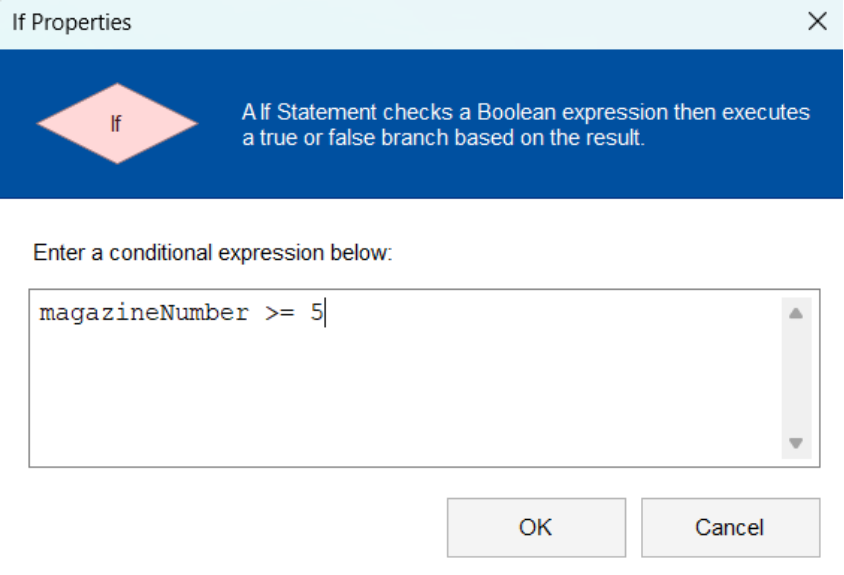 If Properties
If
A If Statement checks a Boolean expression then executes
a true or false branch based on the result.
Enter a conditional expression below:
magazineNumber >= 5
OK
Cancel